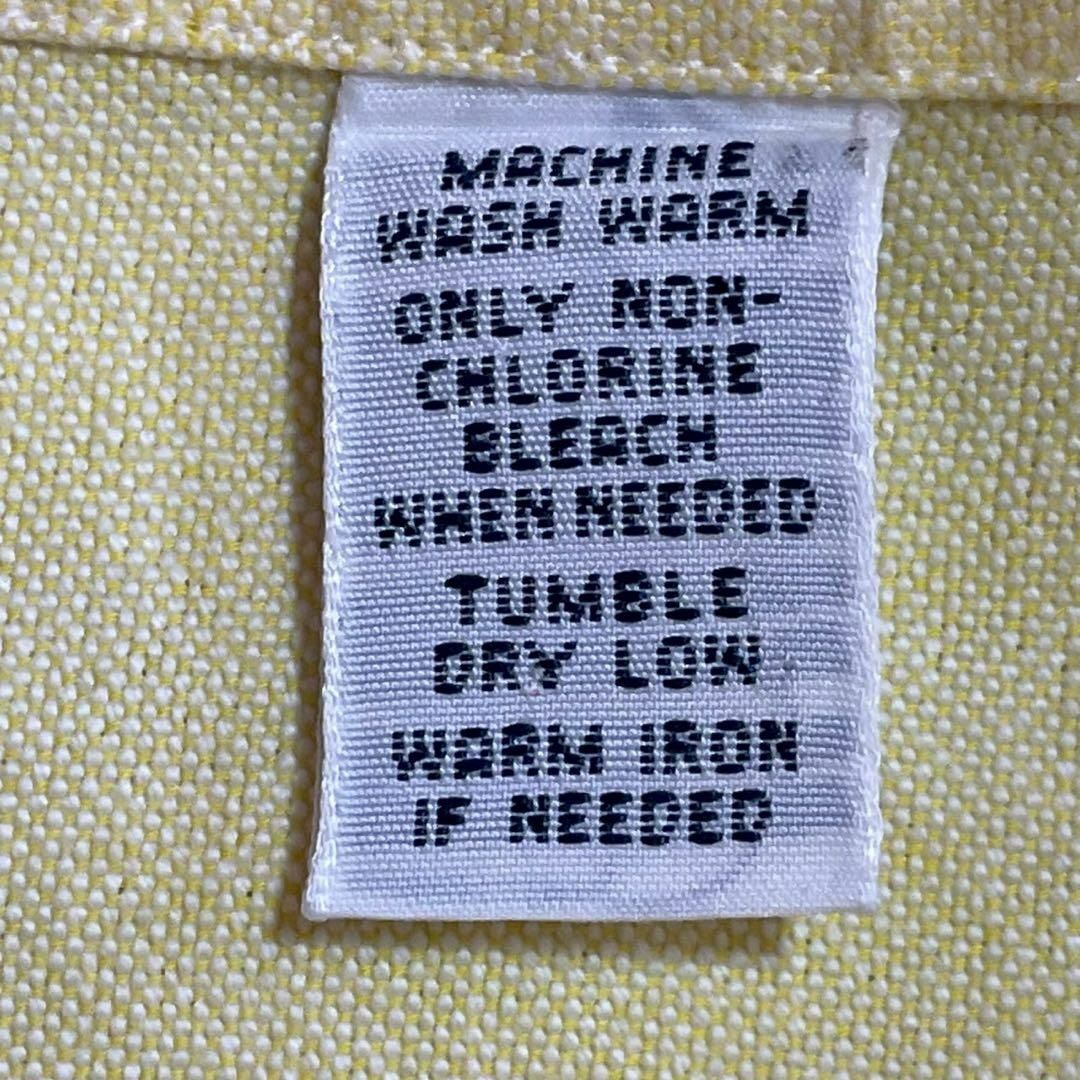 MACHINE
WASH WARM
ONLY NON-
CHLORINE
BLEACH
WHEN NEEDED
TUMBLE
DRY LOW
WARM IRON
IF NEEDED